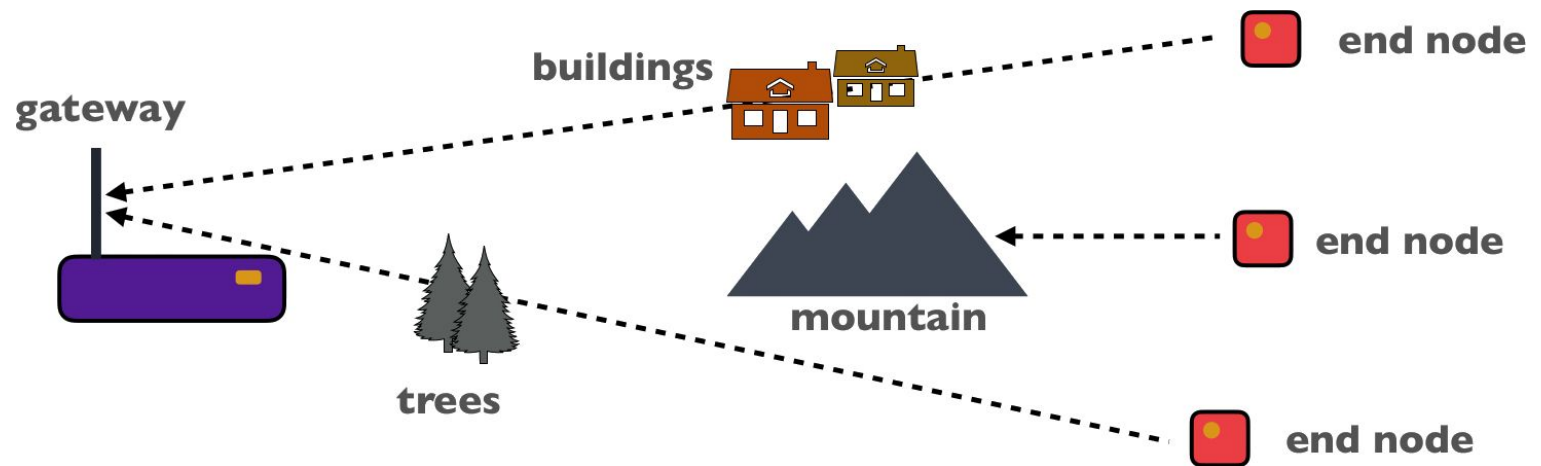 buildings
end node
gateway
end node
mountain
trees
end node